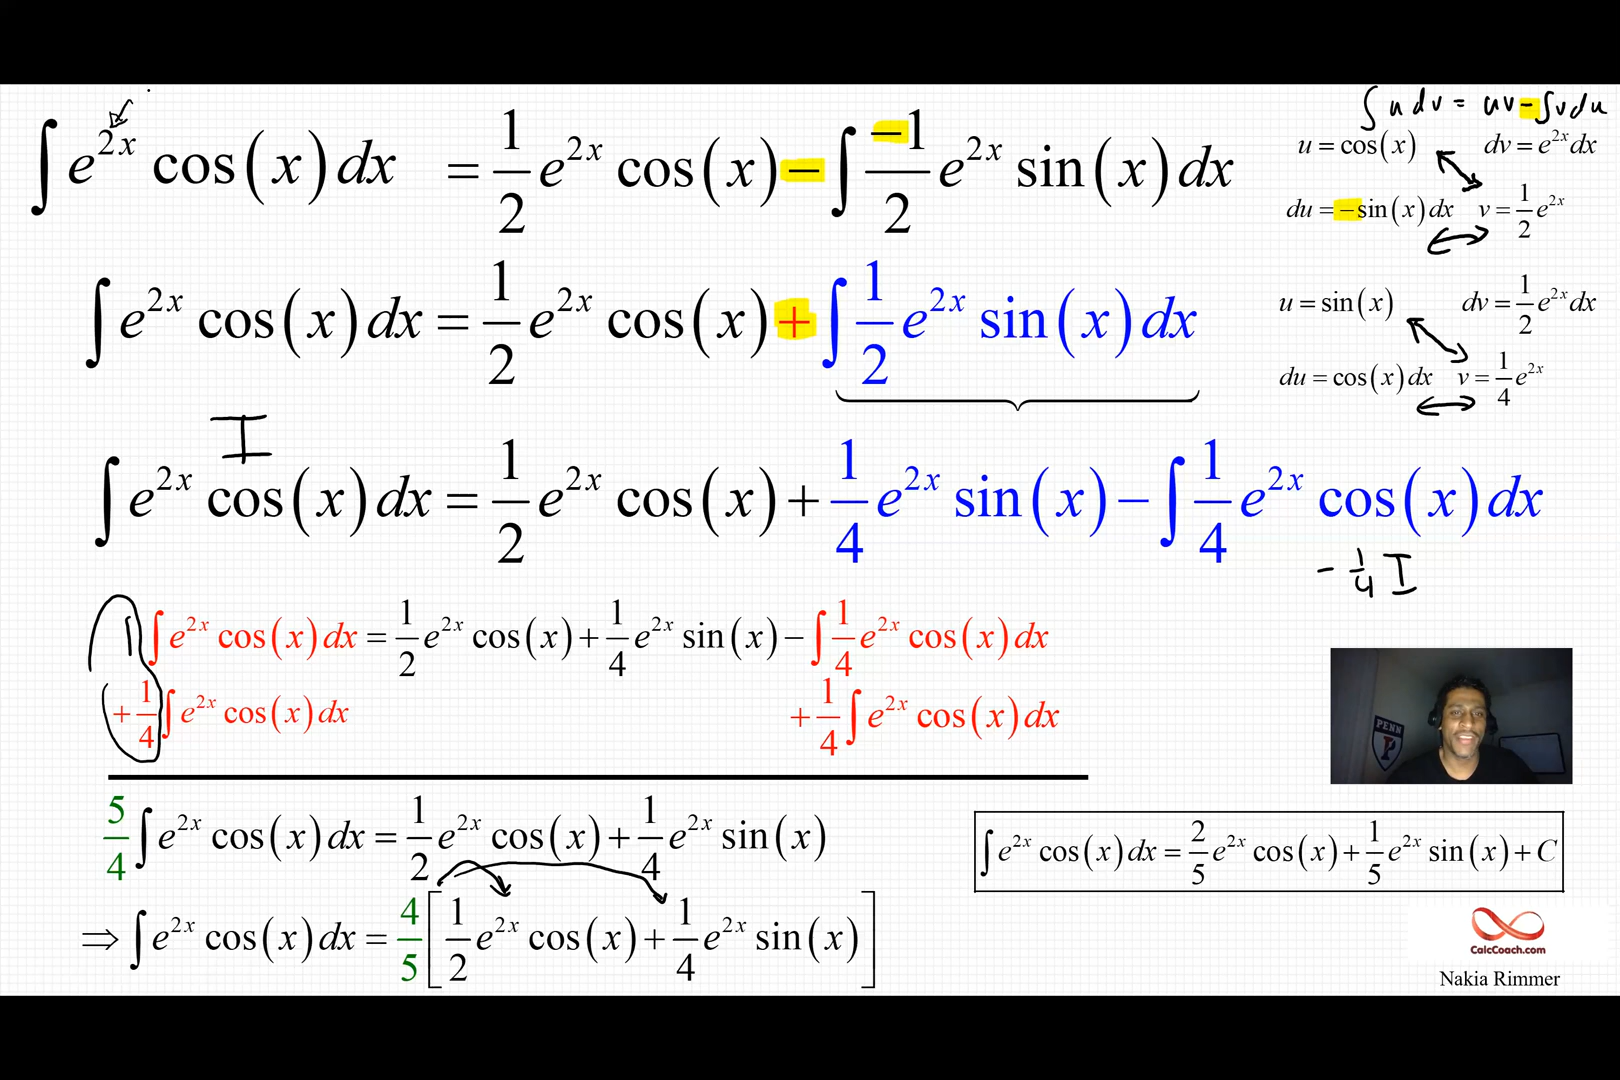 ∫ e^{2x} cos(x) dx = 1/2 e^{2x} cos(x) − ∫ −1/2 e^{2x} sin(x) dx
∫ u dv = uv − ∫ v du
u = cos(x) dv = e^{2x} dx
du = −sin(x) dx v = 1/2 e^{2x}
∫ e^{2x} cos(x) dx = 1/2 e^{2x} cos(x) + ∫ 1/2 e^{2x} sin(x) dx
u = sin(x) dv = 1/2 e^{2x} dx
du = cos(x) dx v = 1/4 e^{2x}
I
∫ e^{2x} cos(x) dx = 1/2 e^{2x} cos(x) + 1/4 e^{2x} sin(x) − ∫ 1/4 e^{2x} cos(x) dx
− 1/4 I
1 ∫ e^{2x} cos(x) dx = 1/2 e^{2x} cos(x) + 1/4 e^{2x} sin(x) − ∫ 1/4 e^{2x} cos(x) dx
+ 1/4 ∫ e^{2x} cos(x) dx + 1/4 ∫ e^{2x} cos(x) dx
PENN
P
5/4 ∫ e^{2x} cos(x) dx = 1/2 e^{2x} cos(x) + 1/4 e^{2x} sin(x)
⇒ ∫ e^{2x} cos(x) dx = 4/5 [ 1/2 e^{2x} cos(x) + 1/4 e^{2x} sin(x) ]
∫ e^{2x} cos(x) dx = 2/5 e^{2x} cos(x) + 1/5 e^{2x} sin(x) + C
CalcCoach.com
Nakia Rimmer